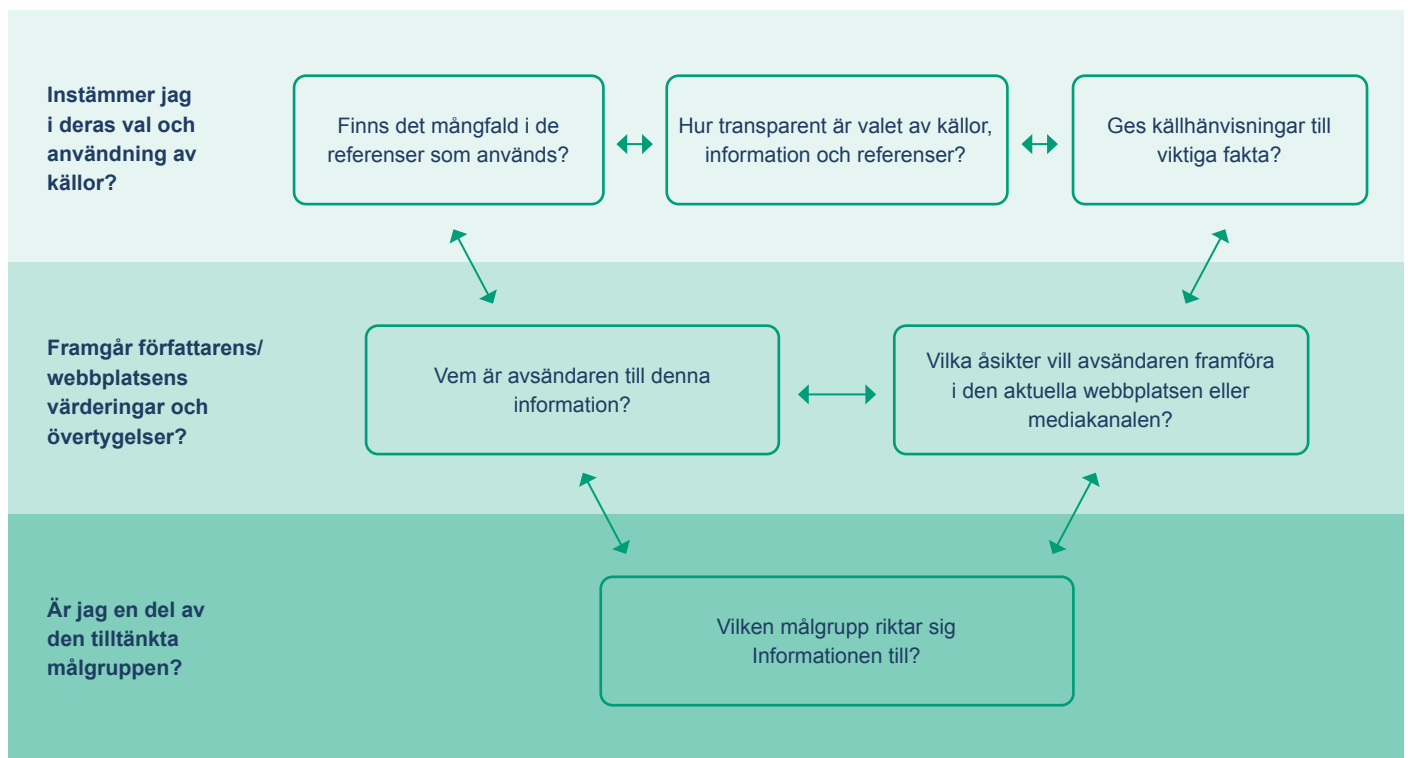 Instämmer jag
i deras val och
användning av
källor?
Finns det mångfald i de
referenser som används?
Hur transparent är valet av källor,
information och referenser?
Ges källhänvisningar till
viktiga fakta?
Framgår författarens/
webbplatsens
värderingar och
övertygelser?
Vem är avsändaren till denna
information?
Vilka åsikter vill avsändaren framföra
i den aktuella webbplatsen eller
mediakanalen?
Är jag en del av
den tilltänkta
målgruppen?
Vilken målgrupp riktar sig
Informationen till?